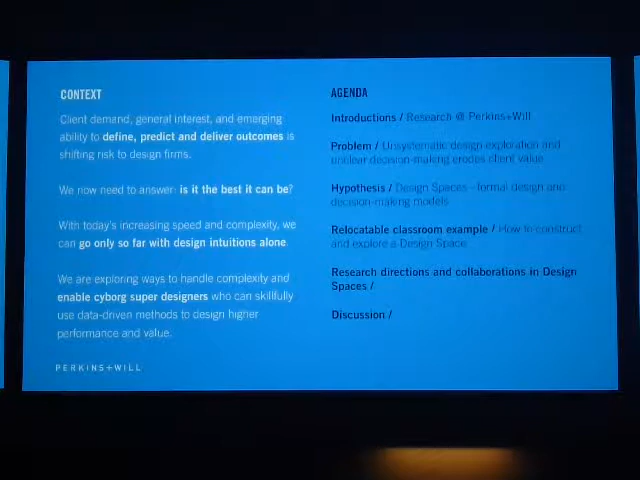 CONTEXT
Client demand, general interest, and emerging
ability to define, predict and deliver outcomes is
shifting risk to design firms.
We now need to answer: is it the best it can be?
With today's increasing speed and complexity, we
can go only so far with design intuitions alone.
We are exploring ways to handle complexity and
enable cyborg super designers who can skillfully
use data-driven methods to design higher
performance and value.
PERKINS+WILL
AGENDA
Introductions / Research @ Perkins+Will
Problem / Unsystematic design exploration and
unclear decision-making erodes client value
Hypothesis / Design Spaces - formal design and
decision-making models
Relocatable classroom example / How to construct
and explore a Design Space
Research directions and collaborations in Design
Spaces /
Discussion /